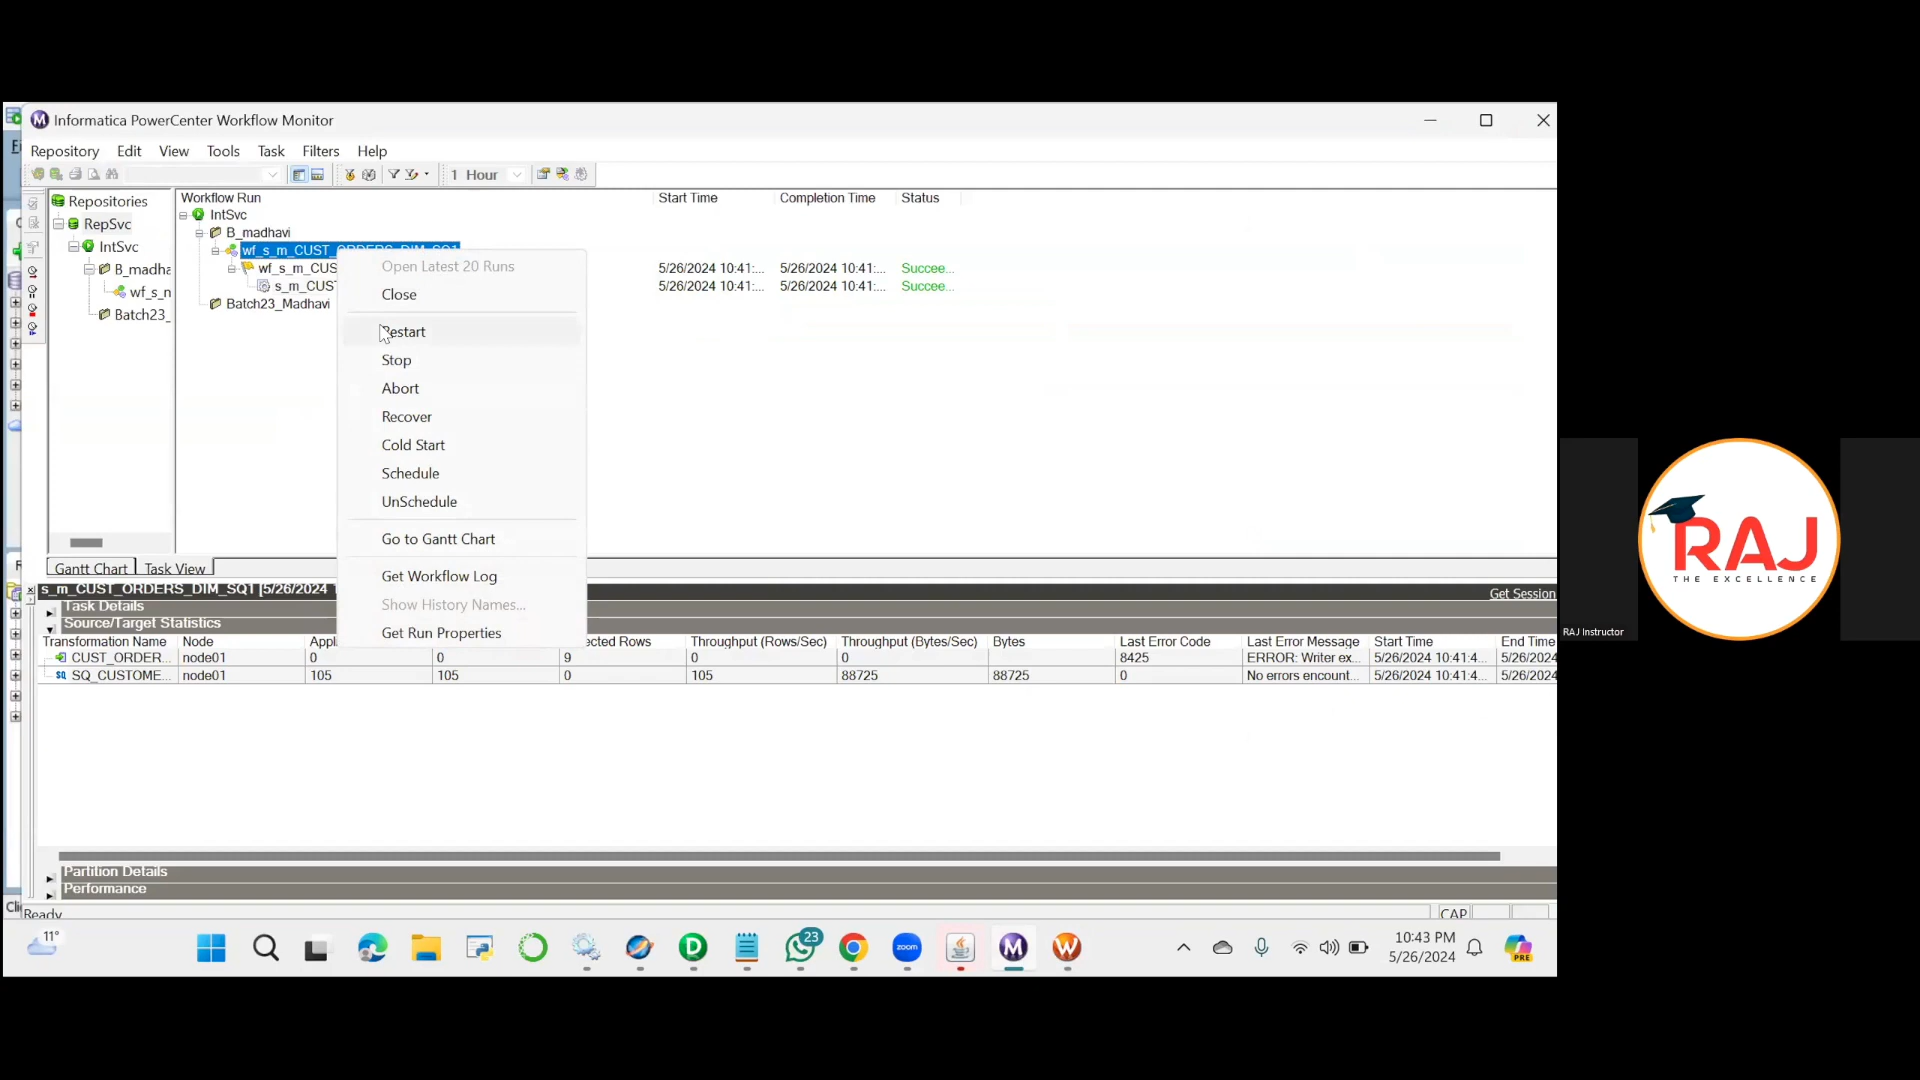 Informatica PowerCenter Workflow Monitor
Repository Edit View Tools Task Filters Help
1 Hour
Repositories
RepSvc
IntSvc
B_madha
wf_s_n
Batch23_
Workflow Run Start Time Completion Time Status
IntSvc
B_madhavi
wf_s_m_CUST_ORDERS_DIM_SQ1
wf_s_m_CUS 5/26/2024 10:41:... 5/26/2024 10:41:... Succee...
s_m_CUS 5/26/2024 10:41:... 5/26/2024 10:41:... Succee...
Batch23_Madhavi
Open Latest 20 Runs
Close
Restart
Stop
Abort
Recover
Cold Start
Schedule
UnSchedule
Go to Gantt Chart
Get Workflow Log
Show History Names...
Get Run Properties
Gantt Chart Task View
s_m_CUST_ORDERS_DIM_SQ1 [5/26/2024 Get Session
Task Details
Source/Target Statistics
Transformation Name Node Appl ected Rows Throughput (Rows/Sec) Throughput (Bytes/Sec) Bytes Last Error Code Last Error Message Start Time End Time
CUST_ORDER... node01 0 0 9 0 0 8425 ERROR: Writer ex... 5/26/2024 10:41:4... 5/26/2024
SQ_CUSTOME... node01 105 105 0 105 88725 88725 0 No errors encount... 5/26/2024 10:41:4... 5/26/2024
Partition Details
Performance
Ready CAP
11°
23
zoom
PRE
10:43 PM
5/26/2024
RAJ
THE EXCELLENCE
RAJ Instructor